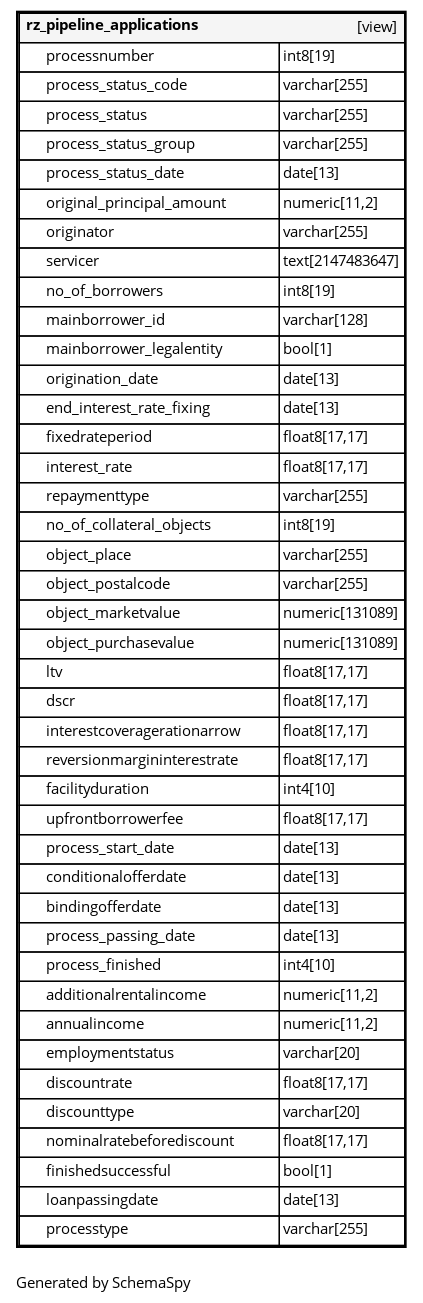 rz_pipeline_applications [view]
processnumber int8[19]
process_status_code varchar[255]
process_status varchar[255]
process_status_group varchar[255]
process_status_date date[13]
original_principal_amount numeric[11,2]
originator varchar[255]
servicer text[2147483647]
no_of_borrowers int8[19]
mainborrower_id varchar[128]
mainborrower_legalentity bool[1]
origination_date date[13]
end_interest_rate_fixing date[13]
fixedrateperiod float8[17,17]
interest_rate float8[17,17]
repaymenttype varchar[255]
no_of_collateral_objects int8[19]
object_place varchar[255]
object_postalcode varchar[255]
object_marketvalue numeric[131089]
object_purchasevalue numeric[131089]
ltv float8[17,17]
dscr float8[17,17]
interestcoveragerationarrow float8[17,17]
reversionmargininterestrate float8[17,17]
facilityduration int4[10]
upfrontborrowerfee float8[17,17]
process_start_date date[13]
conditionalofferdate date[13]
bindingofferdate date[13]
process_passing_date date[13]
process_finished int4[10]
additionalrentalincome numeric[11,2]
annualincome numeric[11,2]
employmentstatus varchar[20]
discountrate float8[17,17]
discounttype varchar[20]
nominalratebeforediscount float8[17,17]
finishedsuccessful bool[1]
loanpassingdate date[13]
processtype varchar[255]
Generated by SchemaSpy